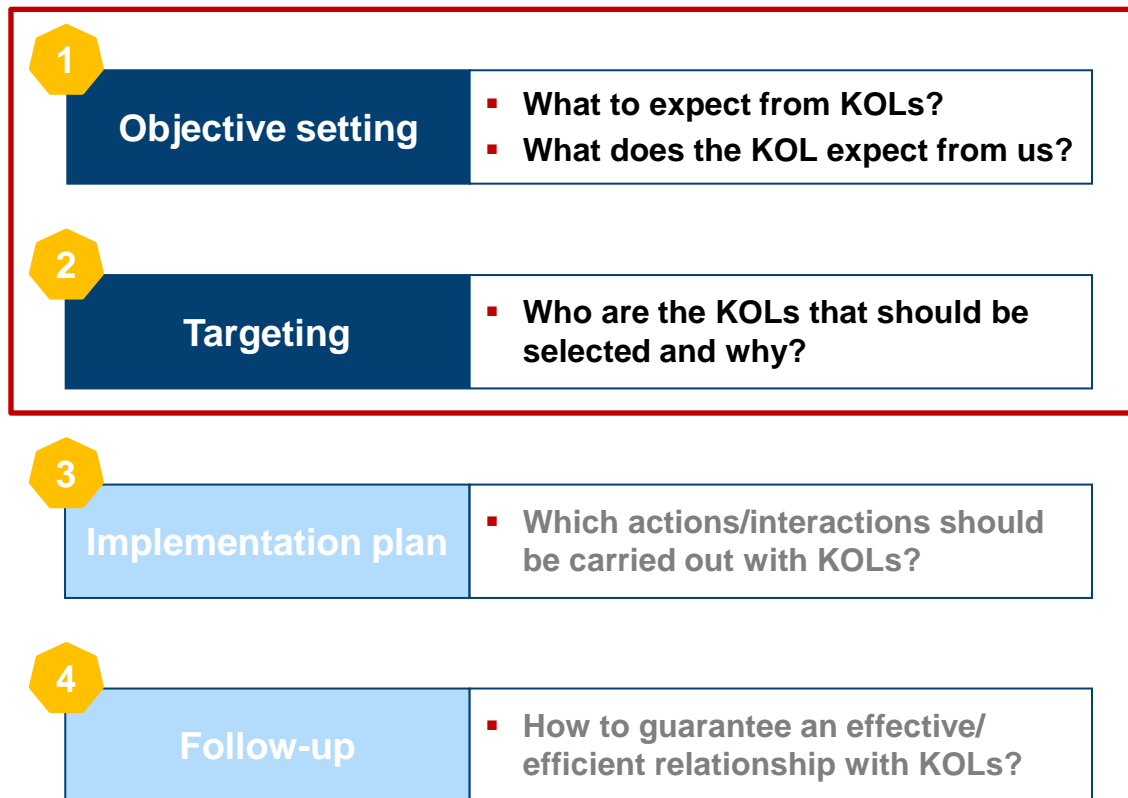 1
Objective setting
▪ What to expect from KOLs?
▪ What does the KOL expect from us?
2
Targeting
▪ Who are the KOLs that should be
selected and why?
3
Implementation plan
▪ Which actions/interactions should
be carried out with KOLs?
4
Follow-up
▪ How to guarantee an effective/
efficient relationship with KOLs?